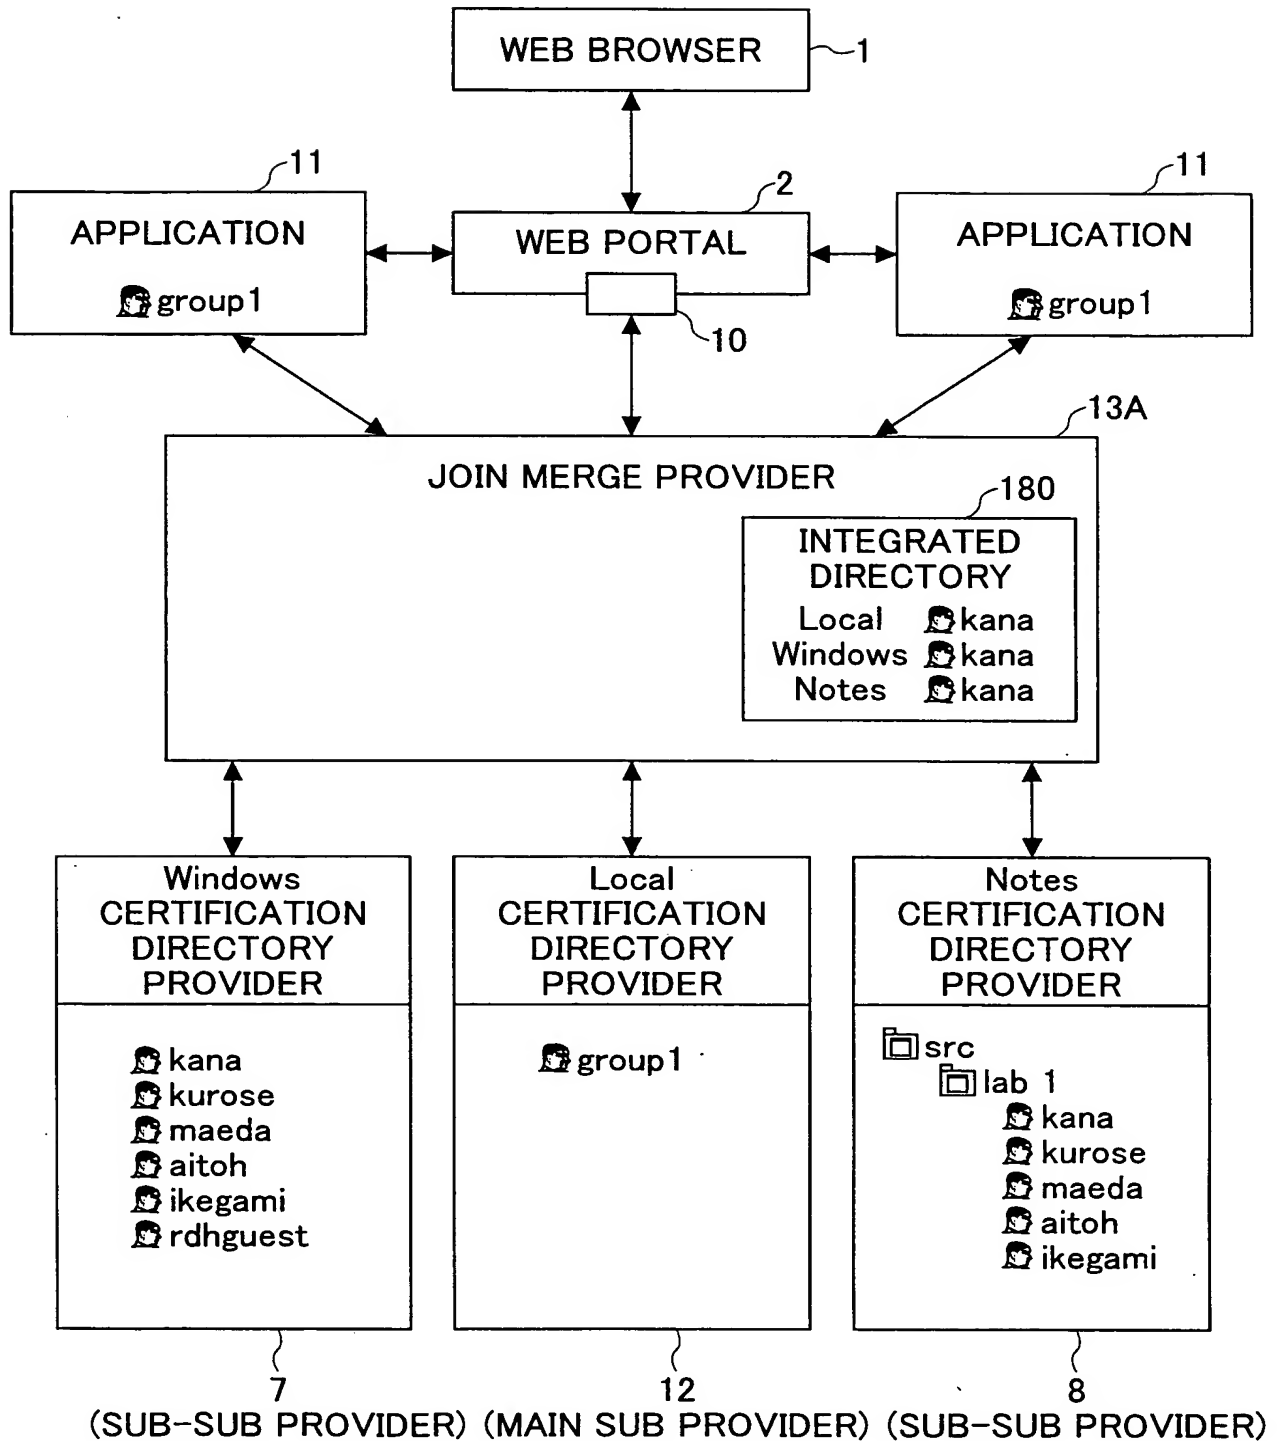 WEB BROWSER
1
11
APPLICATION
group1
2
WEB PORTAL
10
11
APPLICATION
group1
13A
JOIN MERGE PROVIDER
180
INTEGRATED
DIRECTORY
Local kana
Windows kana
Notes kana
Windows
CERTIFICATION
DIRECTORY
PROVIDER
kana
kurose
maeda
aitoh
ikegami
rdhguest
7
(SUB-SUB PROVIDER)
Local
CERTIFICATION
DIRECTORY
PROVIDER
group1
12
(MAIN SUB PROVIDER)
Notes
CERTIFICATION
DIRECTORY
PROVIDER
src
lab 1
kana
kurose
maeda
aitoh
ikegami
8
(SUB-SUB PROVIDER)